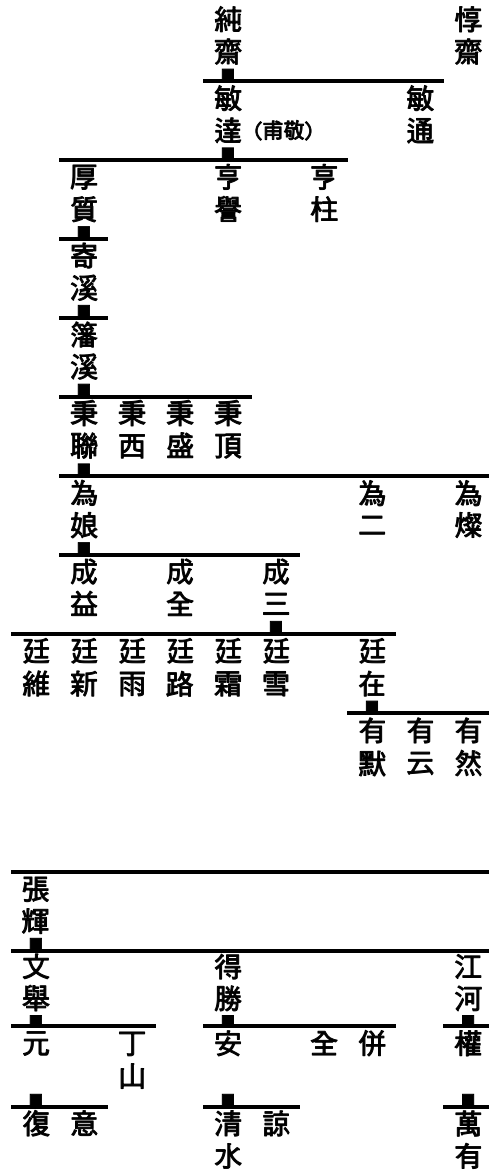 惇齋 純齋
敏通 敏達（甫敬）
亨柱 亨譽 厚質
寄溪
籓溪
秉頂 秉盛 秉西 秉聯
為燦 為二 為娘
成三 成全 成益
廷在 廷雪 廷霜 廷路 廷雨 廷新 廷維
有然 有云 有默
張輝
江河 得勝 文舉
權 併 全 安 丁山 元
萬有 諒 清水 意 復